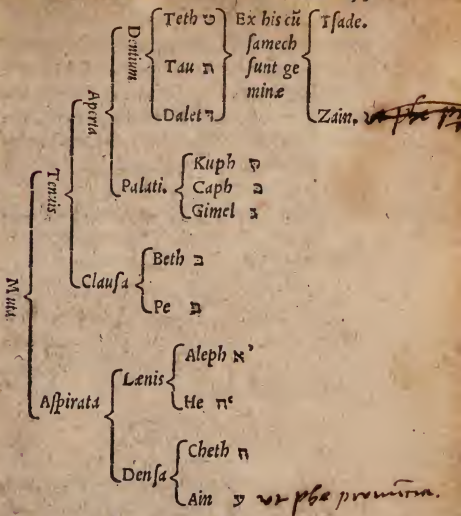 Muta.
Tenuis.
Aperta
Dentium
Teth ט
Tau ת
Dalet ד
Ex his cũ
ſamech
ſunt ge
minæ
Tſade.
Zain.
Palati.
Kuph ק
Caph כ
Gimel ג
Clauſa
Beth ב
Pe פ
Aſpirata
Lænis
Aleph א
He ה
Denſa
Cheth ח
Ain ע